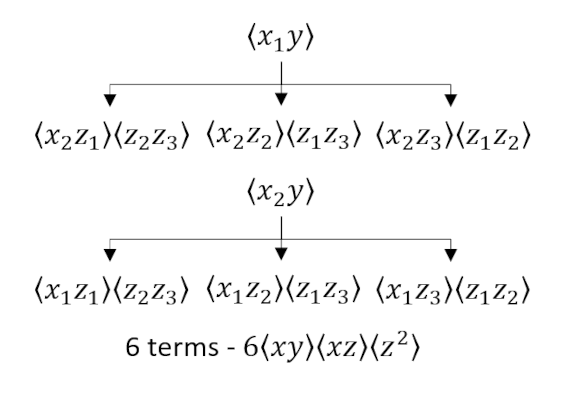 ⟨x₁y⟩
⟨x₂z₁⟩⟨z₂z₃⟩ ⟨x₂z₂⟩⟨z₁z₃⟩ ⟨x₂z₃⟩⟨z₁z₂⟩
⟨x₂y⟩
⟨x₁z₁⟩⟨z₂z₃⟩ ⟨x₁z₂⟩⟨z₁z₃⟩ ⟨x₁z₃⟩⟨z₁z₂⟩
6 terms - 6⟨xy⟩⟨xz⟩⟨z²⟩